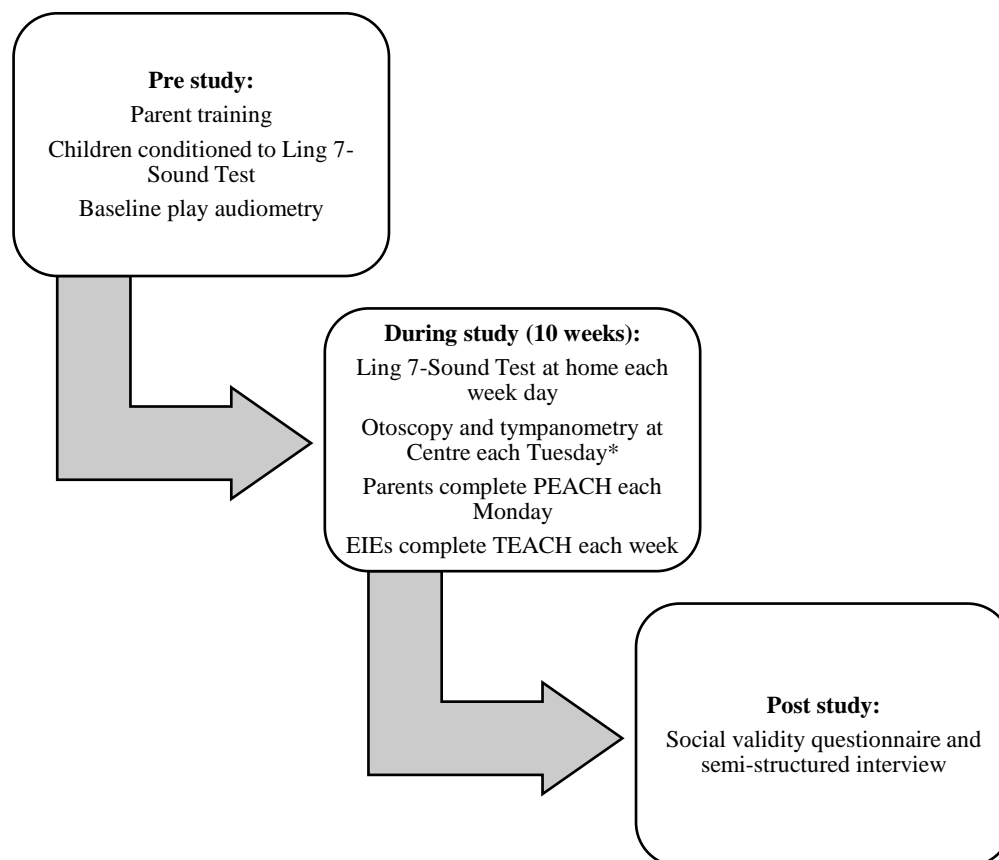 Pre study:
Parent training
Children conditioned to Ling 7-
Sound Test
Baseline play audiometry
During study (10 weeks):
Ling 7-Sound Test at home each
week day
Otoscopy and tympanometry at
Centre each Tuesday*
Parents complete PEACH each
Monday
EIEs complete TEACH each week
Post study:
Social validity questionnaire and
semi-structured interview